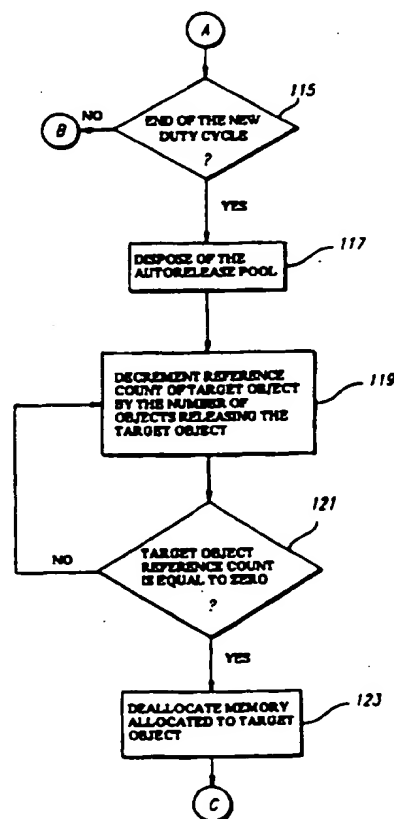 A
115
END OF THE NEW
DUTY CYCLE
?
NO
B
YES
117
DISPOSE OF THE
AUTORELEASE POOL
DECREMENT REFERENCE
COUNT OF TARGET OBJECT
BY THE NUMBER OF
OBJECTS RELEASING THE
TARGET OBJECT
119
121
TARGET OBJECT
REFERENCE COUNT
IS EQUAL TO ZERO
?
NO
YES
DEALLOCATE MEMORY
ALLOCATED TO TARGET
OBJECT
123
C